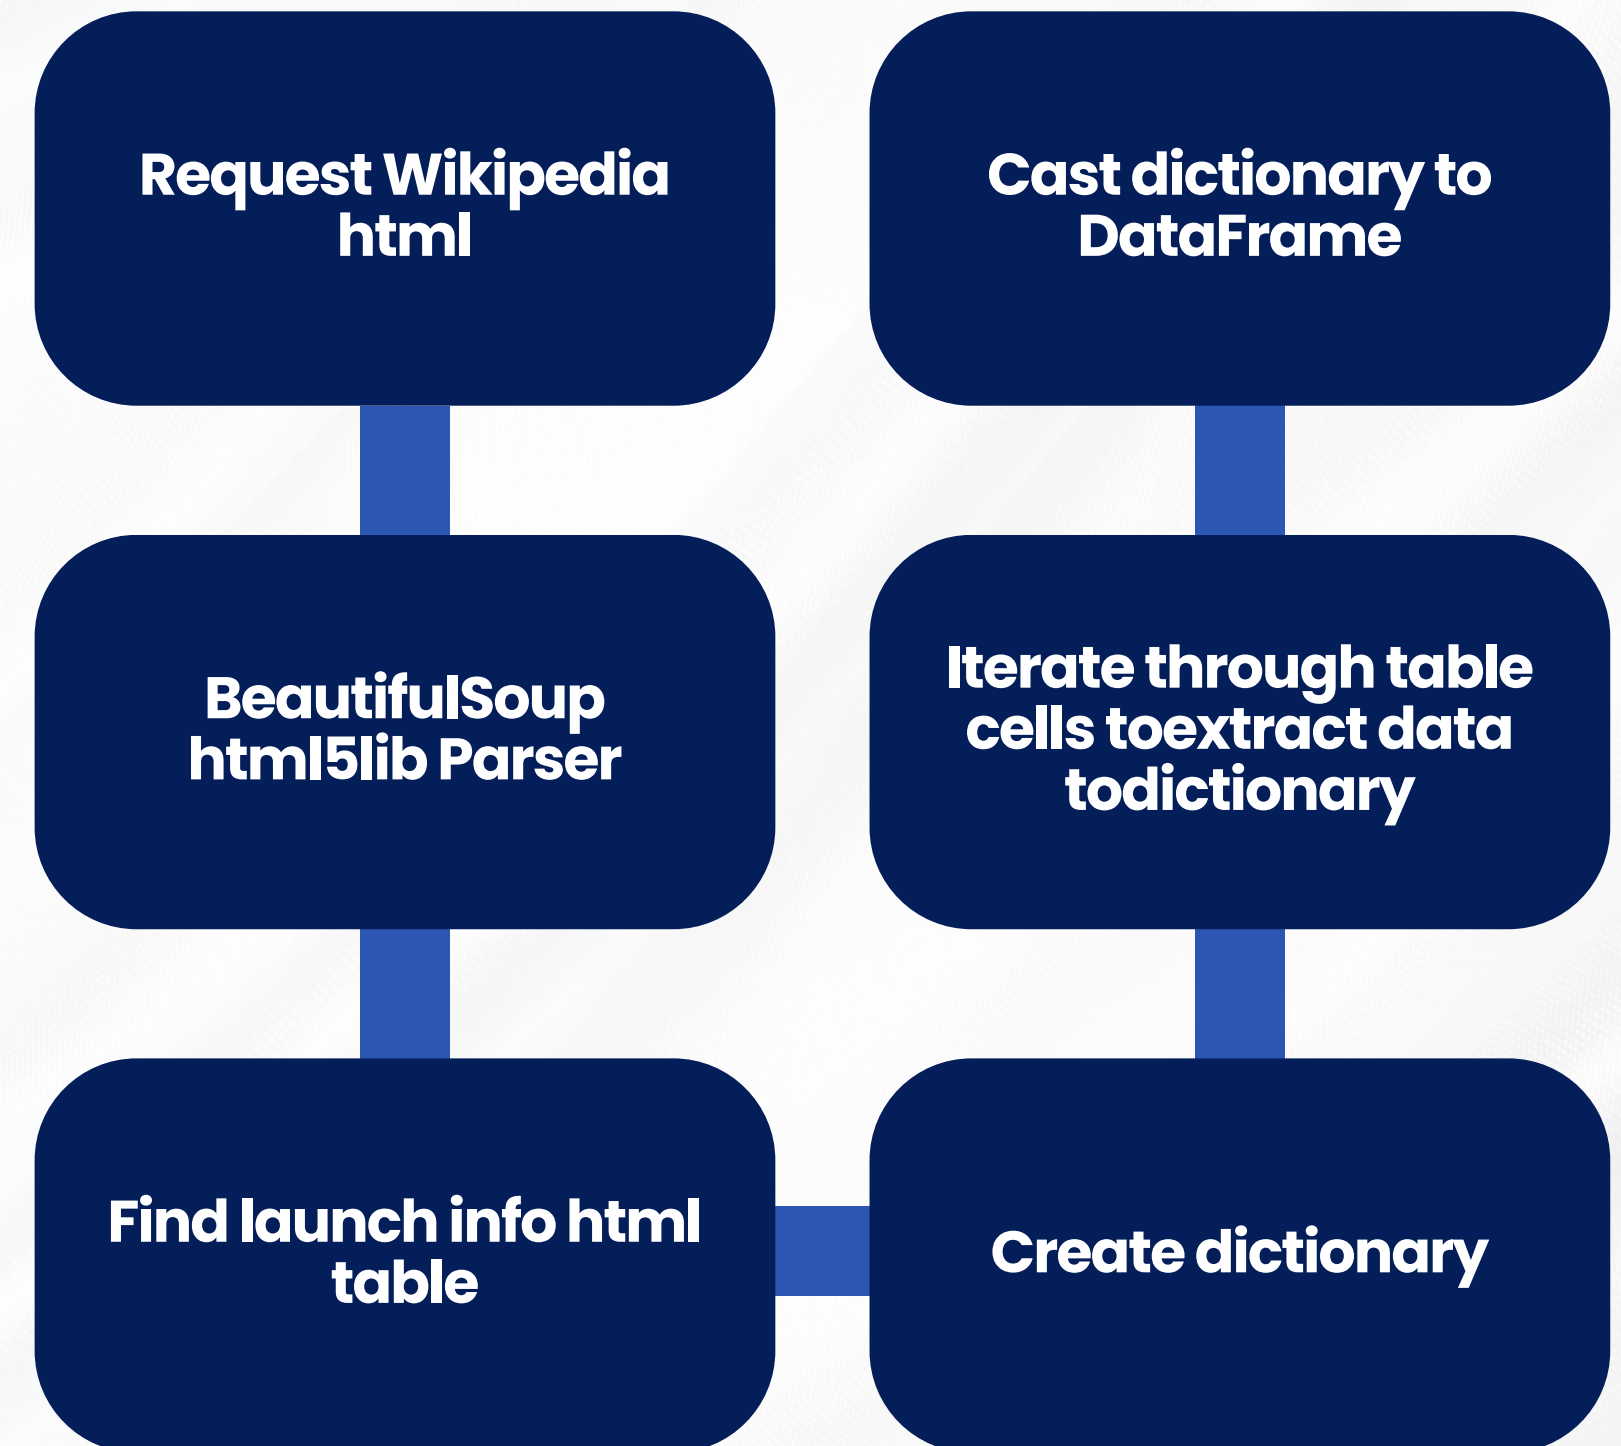 Request Wikipedia
html
BeautifulSoup
html5lib Parser
Find launch info html
table
Create dictionary
Iterate through table
cells toextract data
todictionary
Cast dictionary to
DataFrame